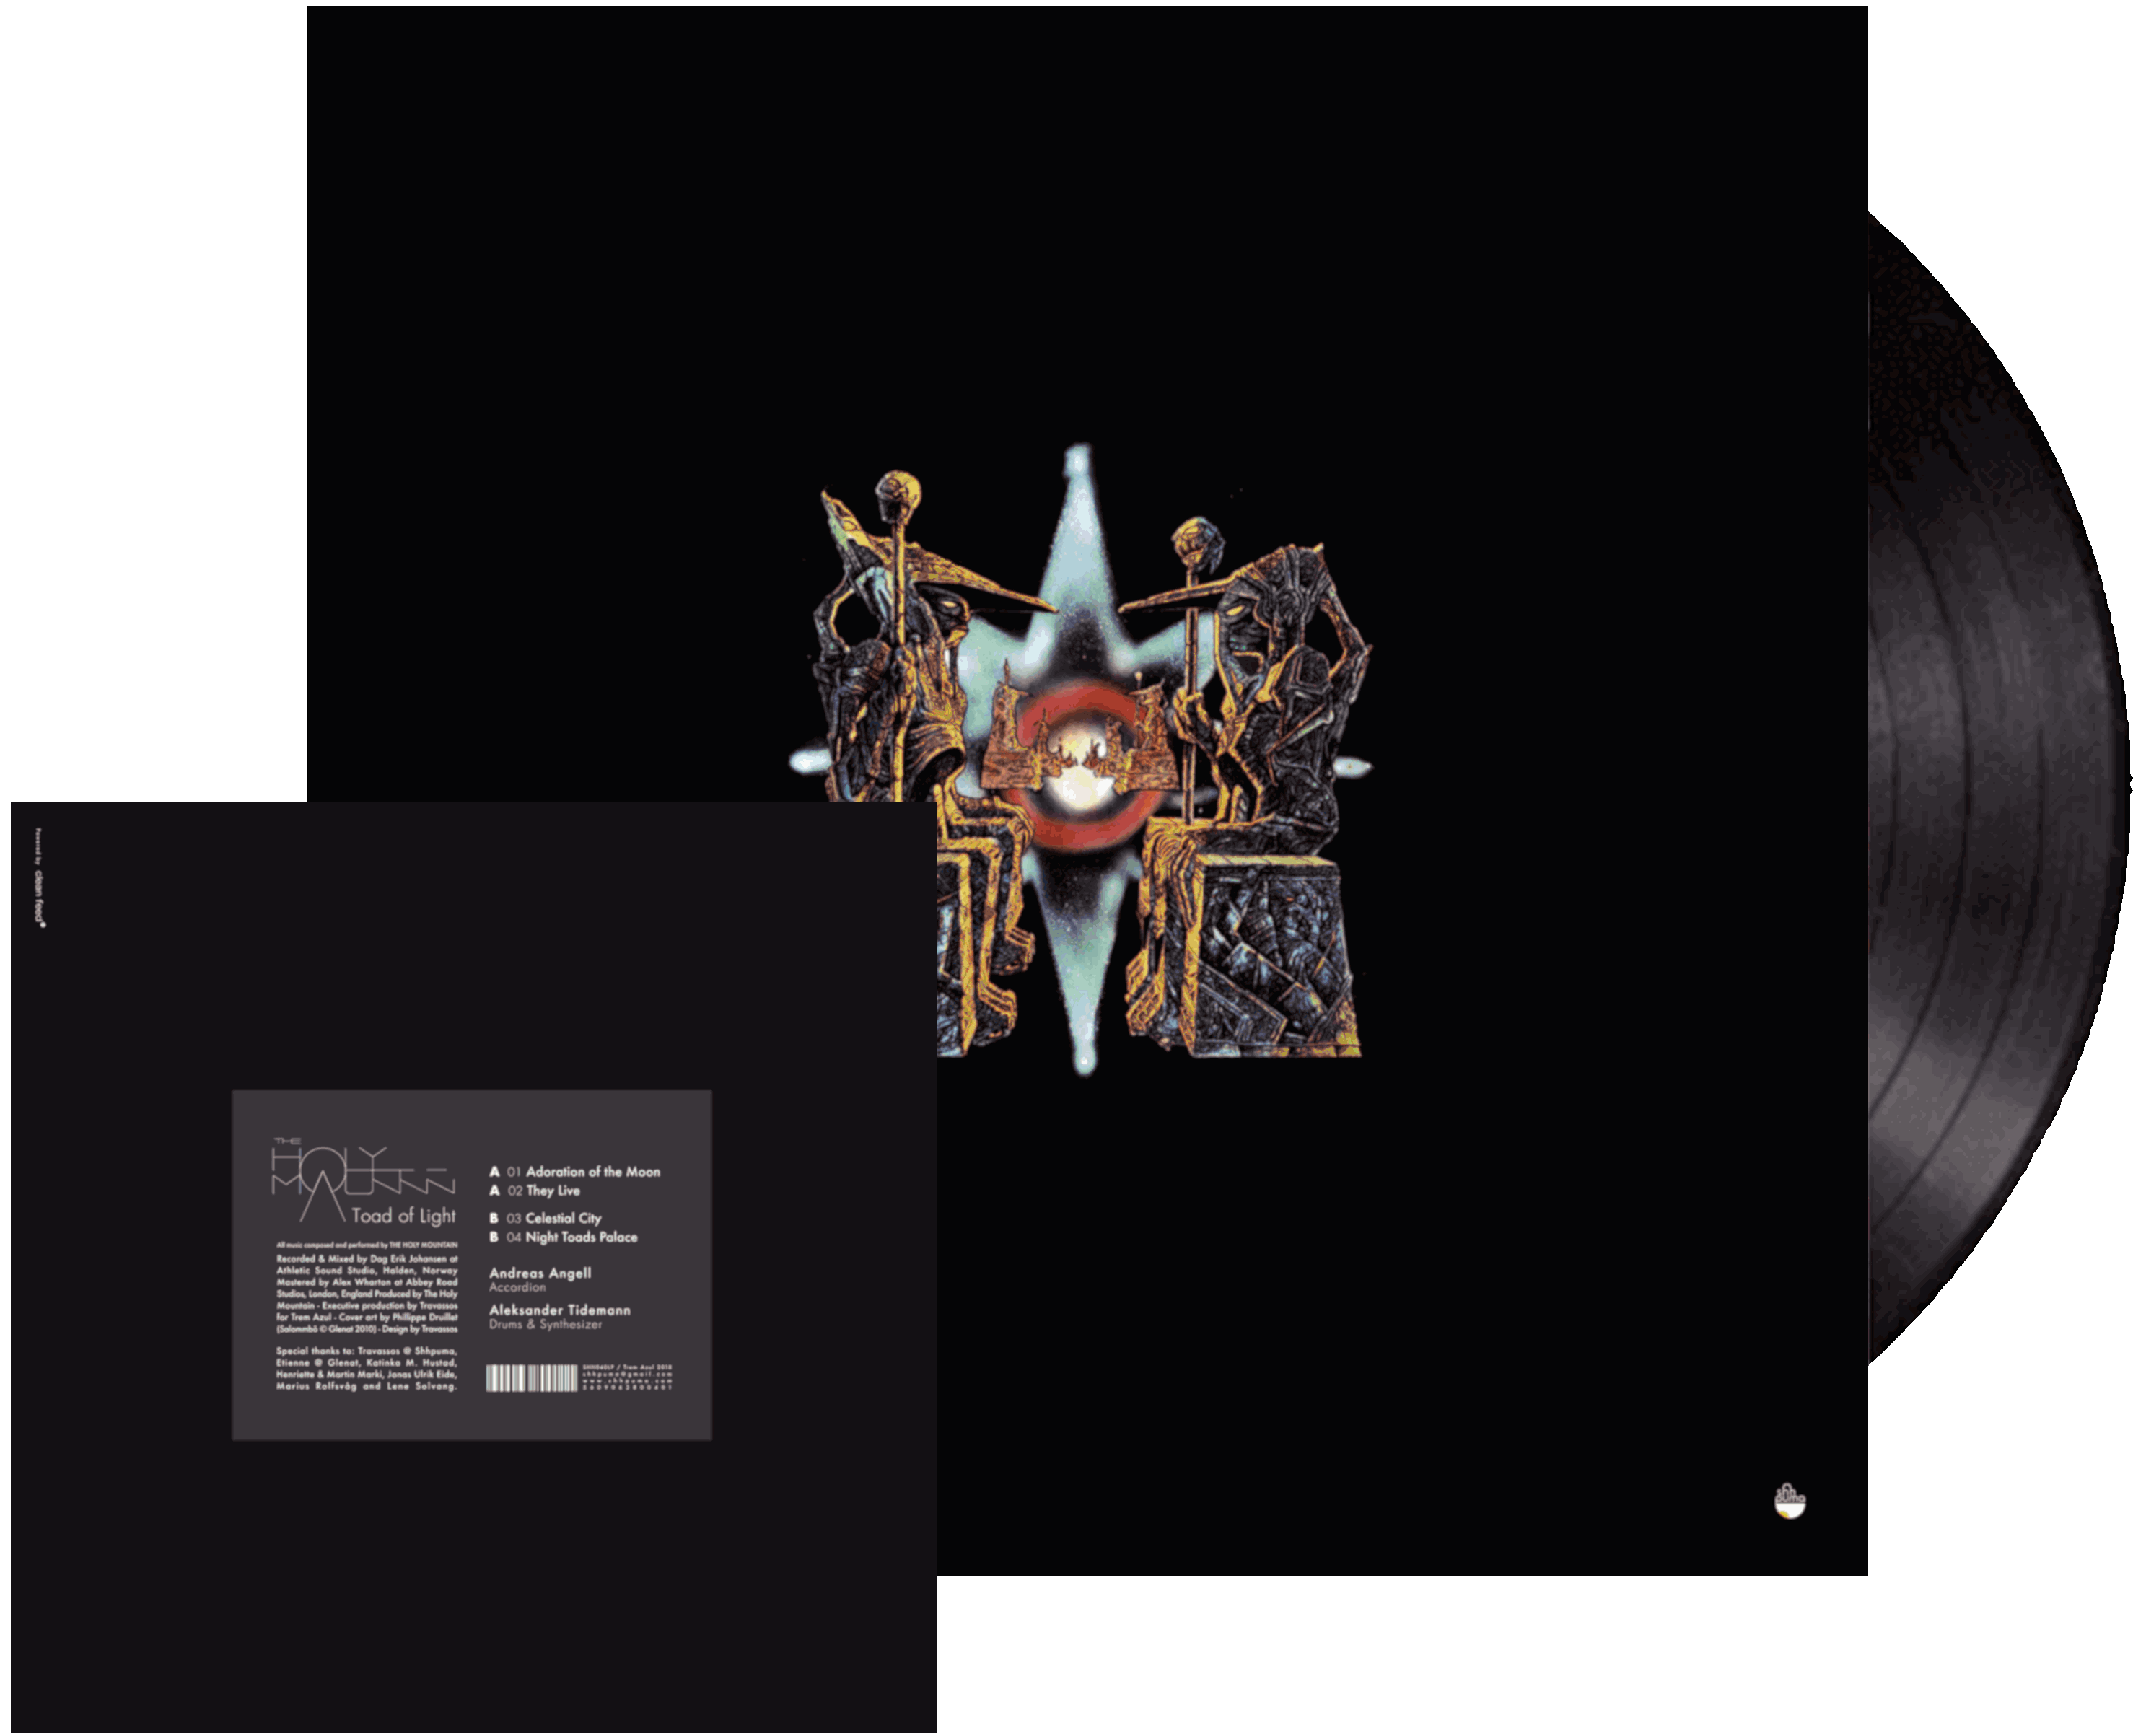 Powered by clean feed
THE
HOLY
MOUNTAIN
Toad of Light
All music composed and performed by THE HOLY MOUNTAIN
Recorded & Mixed by Dag Erik Johansen at
Athletic Sound Studio, Halden, Norway
Mastered by Alex Wharton at Abbey Road
Studios, London, England Produced by The Holy
Mountain - Executive production by Travassos
for Trem Azul - Cover art by Phillippe Druillet
(Salommbô © Glenat 2010) - Design by Travassos
Special thanks to: Travassos @ Shhpuma,
Etienne @ Glenat, Katinka M. Hustad,
Henriette & Martin Marki, Jonas Ulrik Eide,
Marius Rolfsvåg and Lene Solvang.
A 01 Adoration of the Moon
A 02 They Live
B 03 Celestial City
B 04 Night Toads Palace
Andreas Angell
Accordion
Aleksander Tidemann
Drums & Synthesizer
SHH040LP / Trem Azul 2018
shhpuma@gmail.com
www.shhpuma.com
5609063800401
shh
puma